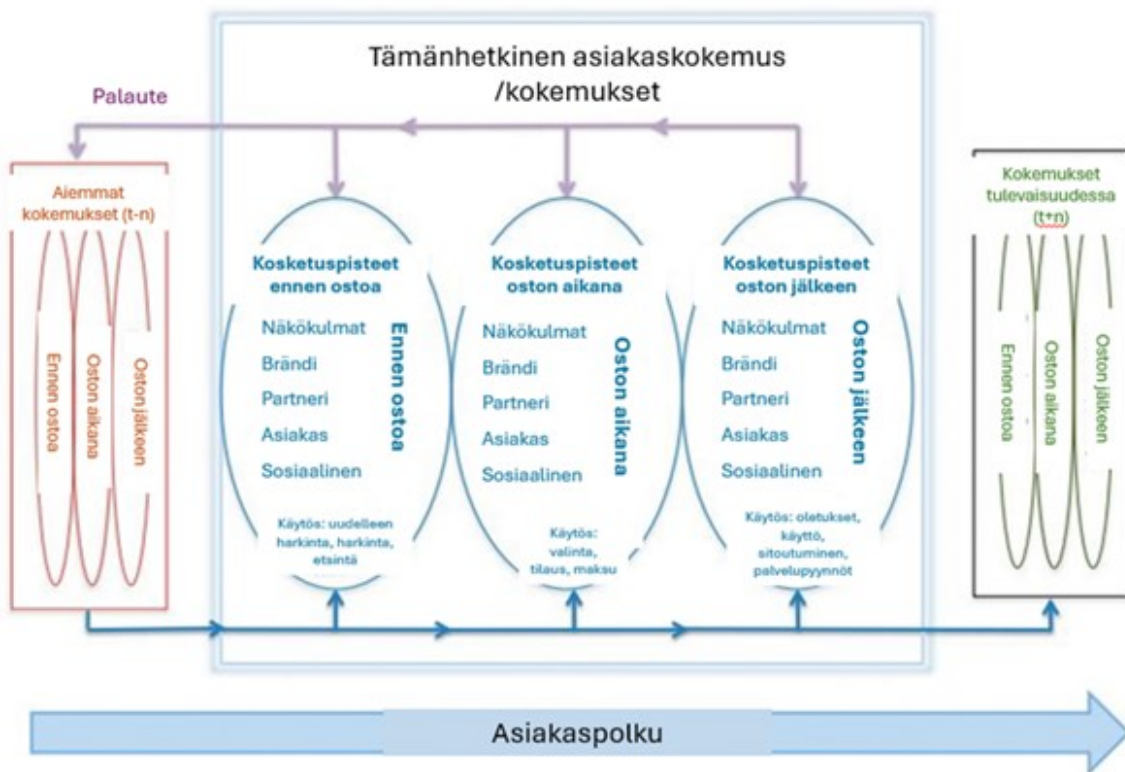 Tämänhetkinen asiakaskokemus
/kokemukset
Palaute
Aiemmat
kokemukset (t-n)
Ennen ostoa
Oston aikana
Oston jälkeen
Kosketuspisteet
ennen ostoa
Näkökulmat
Brändi
Partneri
Asiakas
Sosiaalinen
Ennen ostoa
Käytös: uudelleen
harkinta, harkinta,
etsintä
Kosketuspisteet
oston aikana
Näkökulmat
Brändi
Partneri
Asiakas
Sosiaalinen
Oston aikana
Käytös:
valinta,
tilaus, maksu
Kosketuspisteet
oston jälkeen
Näkökulmat
Brändi
Partneri
Asiakas
Sosiaalinen
Oston jälkeen
Käytös: oletukset,
käyttö,
sitoutuminen,
palvelupyynnöt
Kokemukset
tulevaisuudessa
(t+n)
Ennen ostoa
Oston aikana
Oston jälkeen
Asiakaspolku